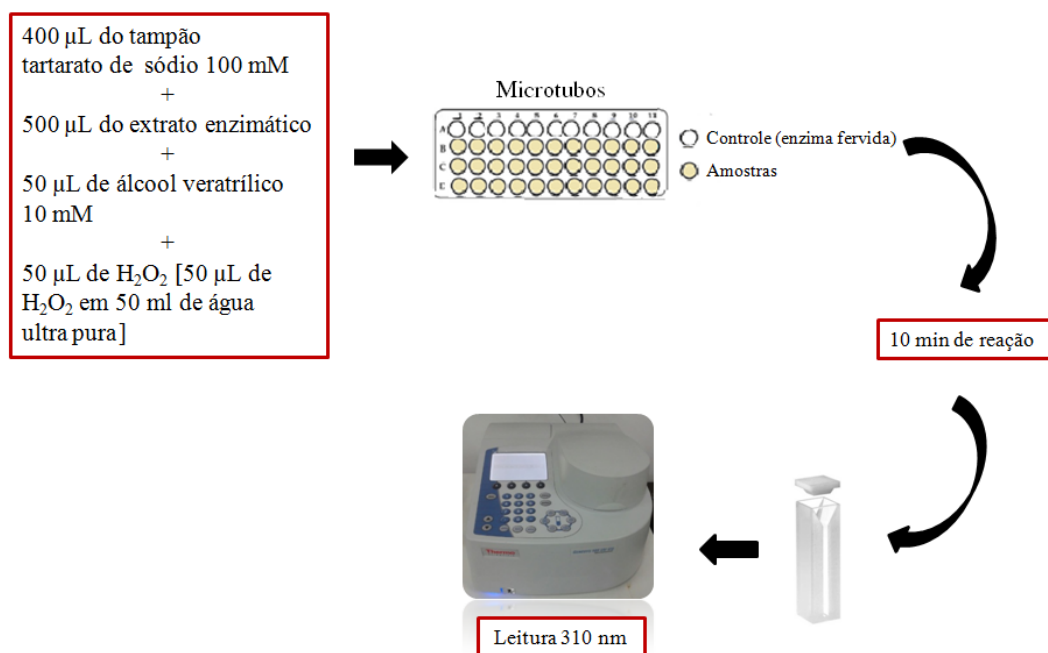 400 µL do tampão
tartarato de sódio 100 mM
+
500 µL do extrato enzimático
+
50 µL de álcool veratrílico
10 mM
+
50 µL de H₂O₂ [50 µL de
H₂O₂ em 50 ml de água
ultra pura]
Microtubos
1 2 3 4 5 6 7 8 9 10 11
A
B
C
E
Controle (enzima fervida)
Amostras
10 min de reação
Thermo
Leitura 310 nm